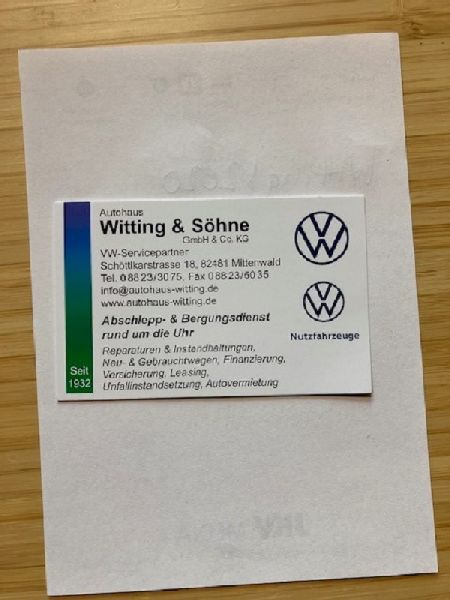 Autohaus
Witting & Söhne
GmbH & Co. KG
VW-Servicepartner
Schöttlkarstrasse 18, 82481 Mittenwald
Tel. 08823/3075, Fax 08823/6035
info@autohaus-witting.de
www.autohaus-witting.de
Abschlepp- & Bergungsdienst
rund um die Uhr
Reparaturen & Instandhaltungen,
Neu- & Gebrauchtwagen, Finanzierung,
Versicherung, Leasing,
Unfallinstandsetzung, Autovermietung
Seit
1932
Nutzfahrzeuge